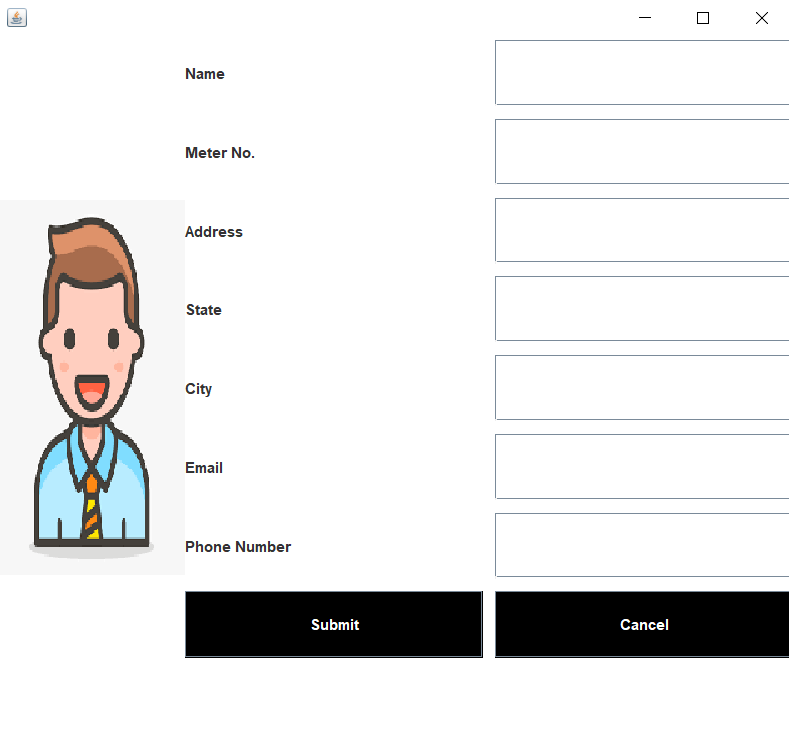 Name
Meter No.
Address
State
City
Email
Phone Number
Submit Cancel